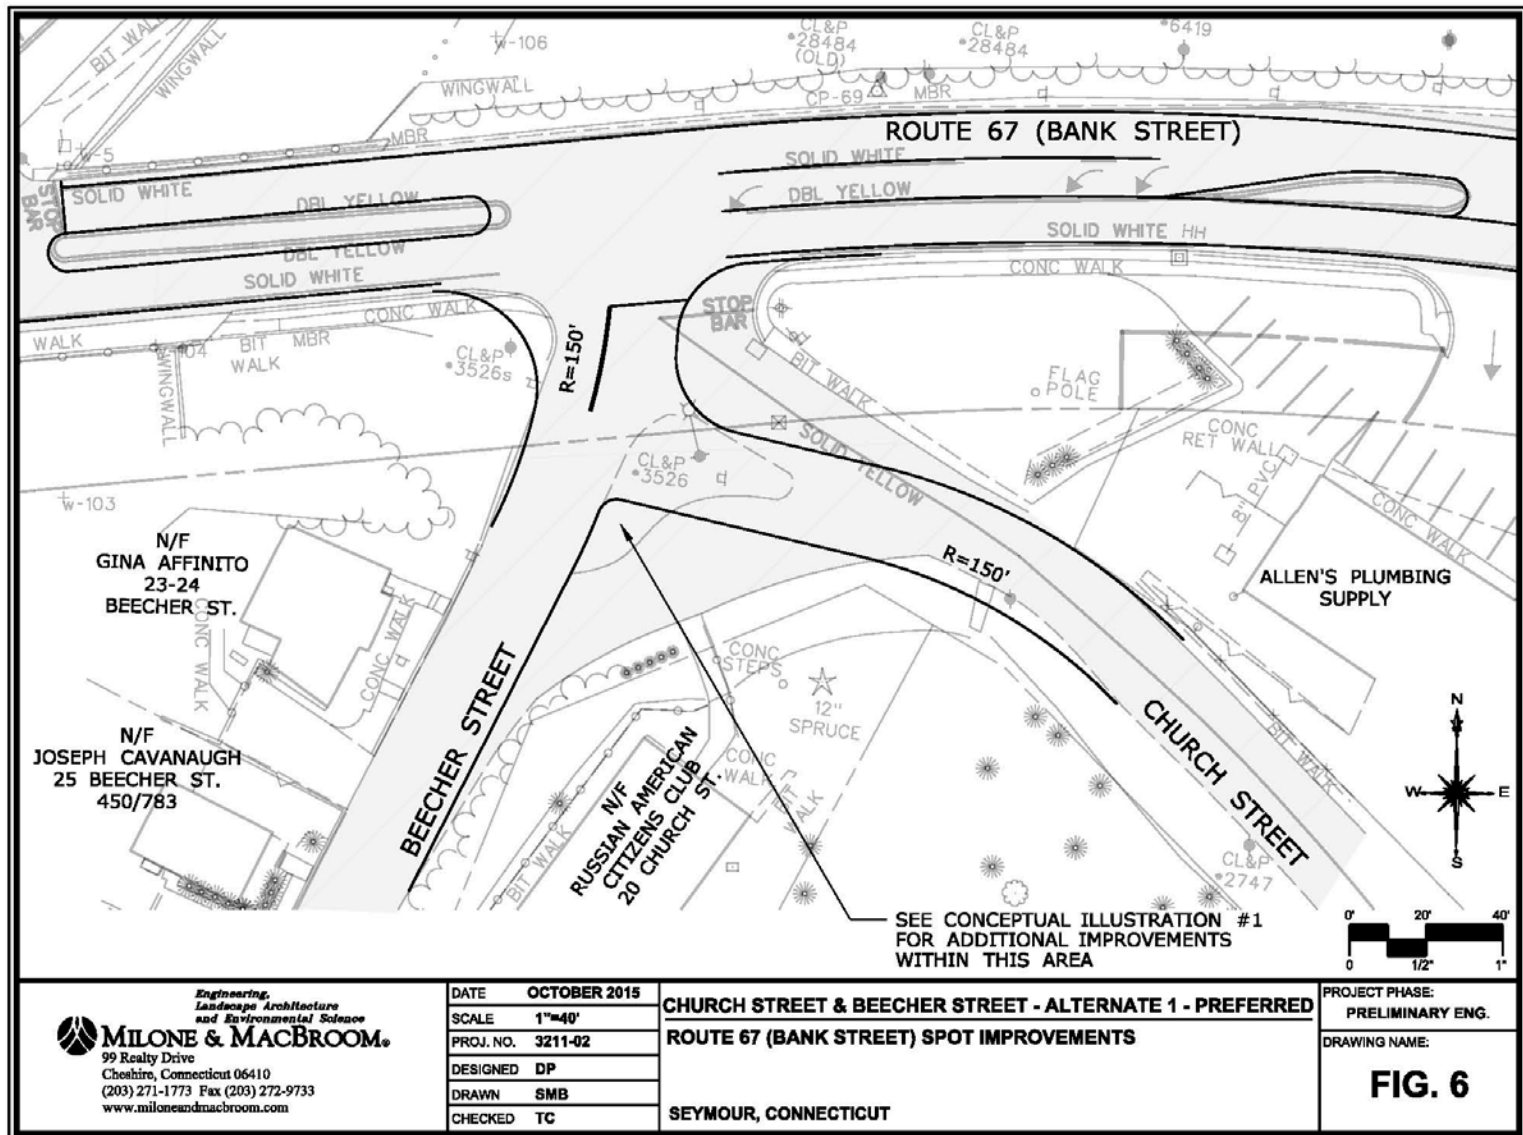 BIT WALK
WINGWALL
w-106
WINGWALL
CL&P
28484
(OLD)
CL&P
28484
6419
CP-69
MBR
MBR
ROUTE 67 (BANK STREET)
w-5
STOP
BAR
SOLID WHITE
DBL YELLOW
DBL YELLOW
SOLID WHITE
SOLID WHITE
DBL YELLOW
SOLID WHITE HH
CONC WALK
WALK
w-104
BIT
WALK
MBR
CONC WALK
WINGWALL
CL&P
3526s
R=150'
STOP
BAR
BIT WALK
FLAG
POLE
CONC
RET WALL
8" PVC
CONC WALK
SOLID YELLOW
CL&P
3526
w-103
N/F
GINA AFFINITO
23-24
BEECHER ST.
CONC WALK
CONC WALK
R=150'
ALLEN'S PLUMBING
SUPPLY
N/F
JOSEPH CAVANAUGH
25 BEECHER ST.
450/783
BEECHER STREET
CONC
STEPS
12"
SPRUCE
CONC
WALK
BIT
WALK
BIT WALK
N/F
RUSSIAN AMERICAN
CITIZENS CLUB
20 CHURCH ST.
CHURCH STREET
BIT WALK
CL&P
2747
N
W
E
S
SEE CONCEPTUAL ILLUSTRATION #1
FOR ADDITIONAL IMPROVEMENTS
WITHIN THIS AREA
0' 20' 40'
0 1/2" 1"
Engineering,
Landscape Architecture
and Environmental Science
MILONE & MACBROOM®
99 Realty Drive
Cheshire, Connecticut 06410
(203) 271-1773 Fax (203) 272-9733
www.miloneandmacbroom.com
DATE OCTOBER 2015
SCALE 1"=40'
PROJ. NO. 3211-02
DESIGNED DP
DRAWN SMB
CHECKED TC
CHURCH STREET & BEECHER STREET - ALTERNATE 1 - PREFERRED
ROUTE 67 (BANK STREET) SPOT IMPROVEMENTS
SEYMOUR, CONNECTICUT
PROJECT PHASE:
PRELIMINARY ENG.
DRAWING NAME:
FIG. 6